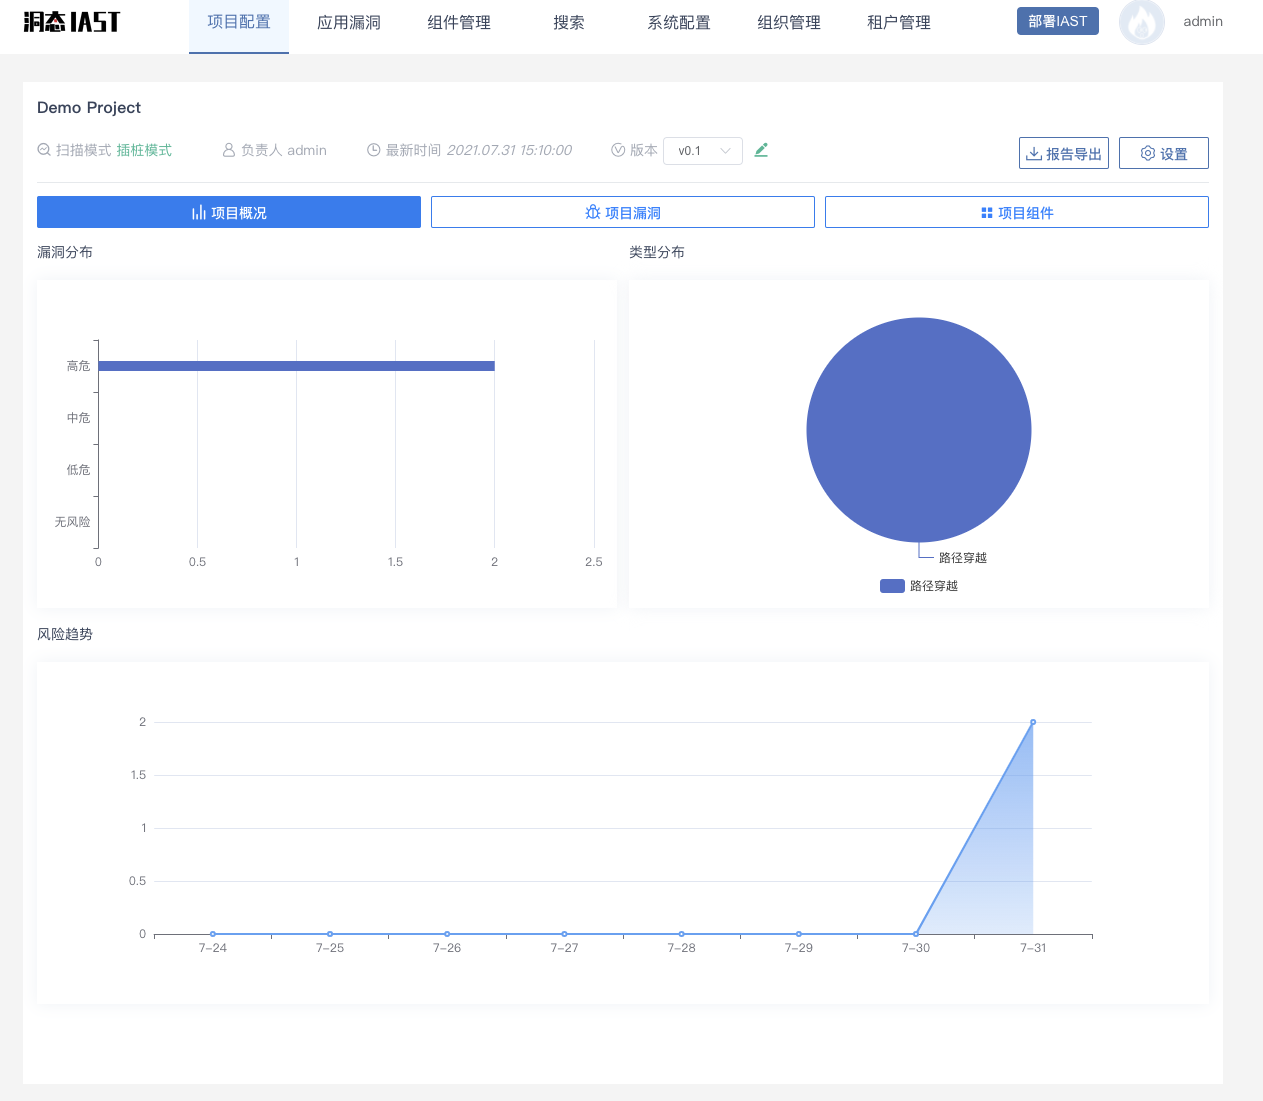 洞态 IAST
项目配置 应用漏洞 组件管理 搜索 系统配置 组织管理 租户管理 部署IAST admin
Demo Project
扫描模式 插桩模式 负责人 admin 最新时间 2021.07.31 15:10:00 版本 v0.1 报告导出 设置
项目概况 项目漏洞 项目组件
漏洞分布 类型分布
高危
中危
低危
无风险
0 0.5 1 1.5 2 2.5
路径穿越
路径穿越
风险趋势
2
1.5
1
0.5
0
7-24 7-25 7-26 7-27 7-28 7-29 7-30 7-31